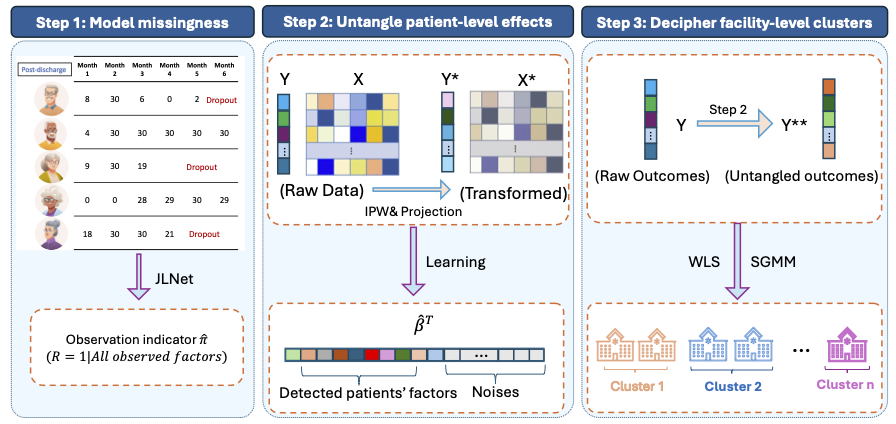 Step 1: Model missingness
Post-discharge
Month 1 Month 2 Month 3 Month 4 Month 5 Month 6
8 30 6 0 2 Dropout
4 30 30 30 30 30
9 30 19 Dropout
0 0 28 29 30 29
18 30 30 21 Dropout
JLNet
Observation indicator π̂
(R = 1|All observed factors)
Step 2: Untangle patient-level effects
Y X Y* X*
(Raw Data) (Transformed)
IPW& Projection
Learning
β̂ᵀ
...
Detected patients' factors Noises
Step 3: Decipher facility-level clusters
Step 2
Y Y**
(Raw Outcomes) (Untangled outcomes)
WLS SGMM
...
Cluster 1 Cluster 2 Cluster n